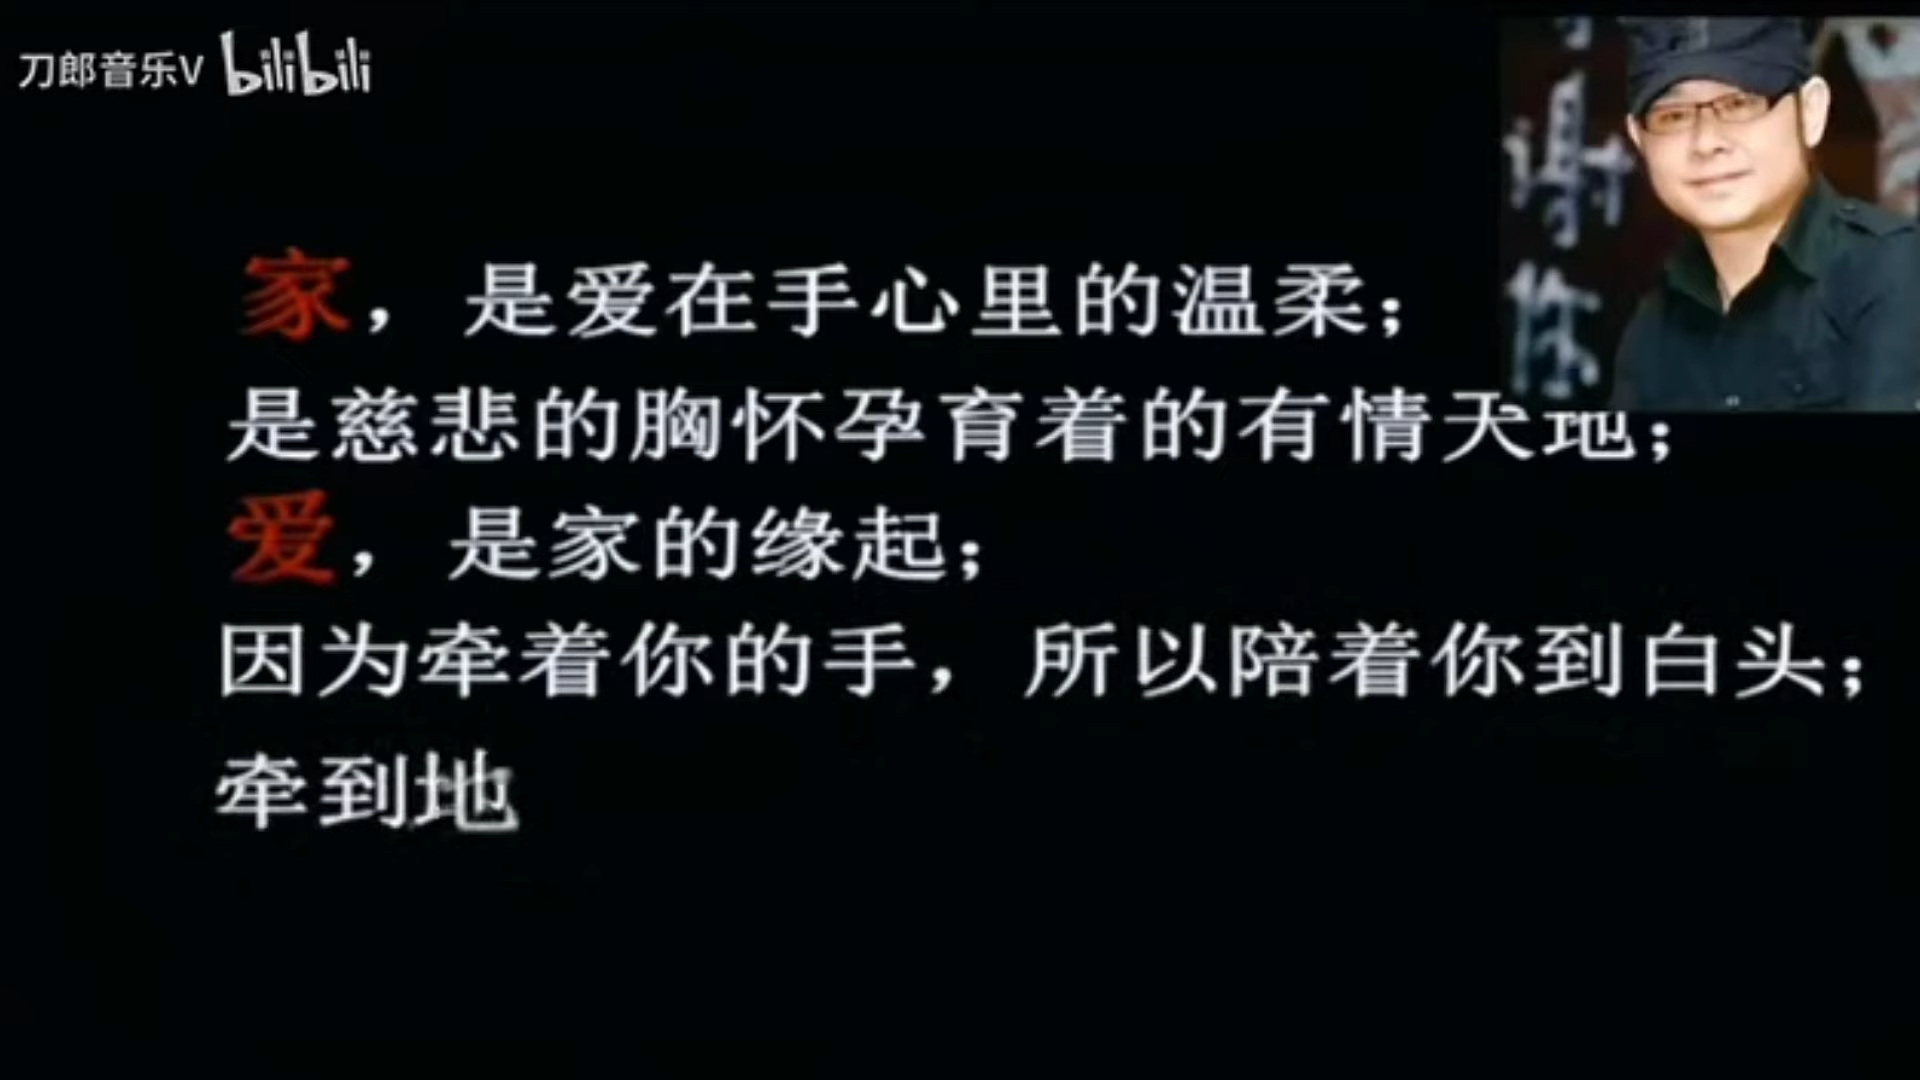 刀郎音乐V bilibili
谢
你
家，是爱在手心里的温柔；
是慈悲的胸怀孕育着的有情天地；
爱，是家的缘起；
因为牵着你的手，所以陪着你到白头；
牵到地